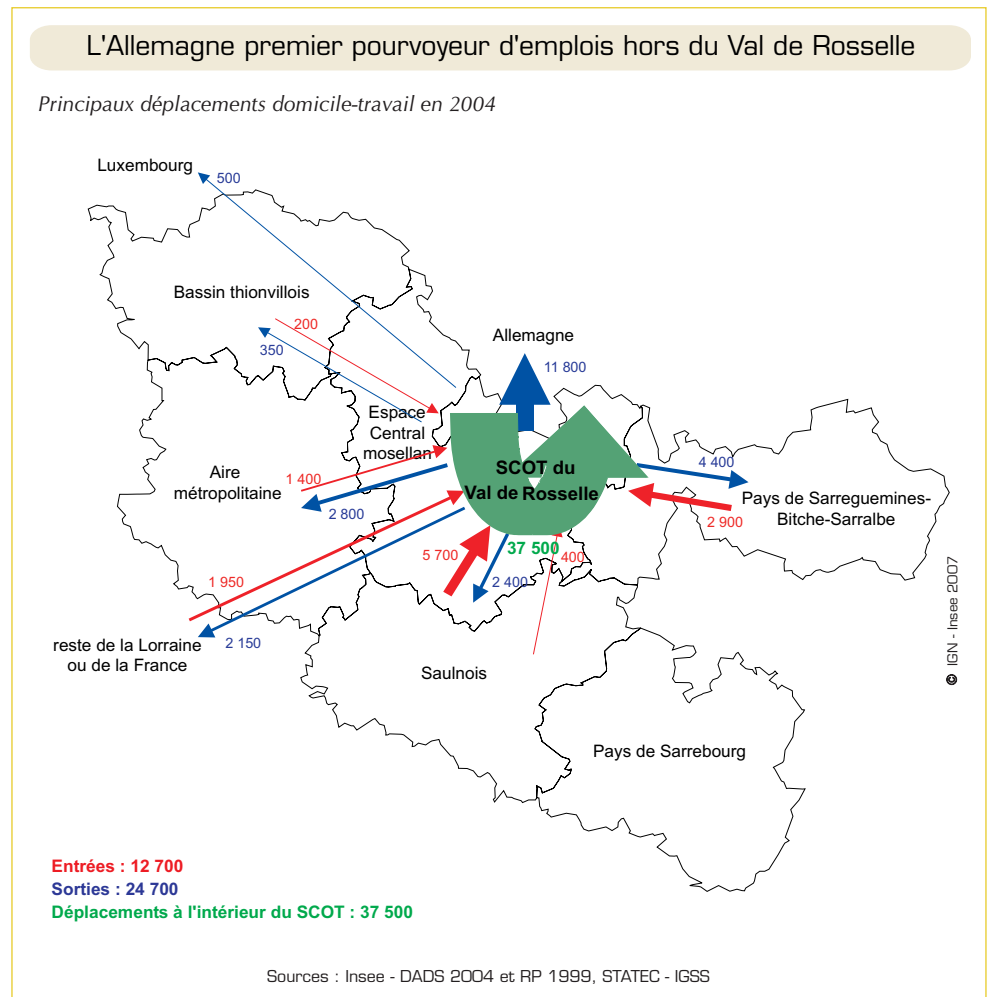 L'Allemagne premier pourvoyeur d'emplois hors du Val de Rosselle
Principaux déplacements domicile-travail en 2004
Luxembourg
500
Bassin thionvillois
200
350
Allemagne
11 800
Espace
Central
mosellan
Aire
métropolitaine
1 400
2 800
SCOT du
Val de Rosselle
37 500
4 400
Pays de Sarreguemines-
Bitche-Sarralbe
2 900
5 700
2 400
400
1 950
2 150
reste de la Lorraine
ou de la France
Saulnois
Pays de Sarrebourg
© IGN - Insee 2007
Entrées : 12 700
Sorties : 24 700
Déplacements à l'intérieur du SCOT : 37 500
Sources : Insee - DADS 2004 et RP 1999, STATEC - IGSS